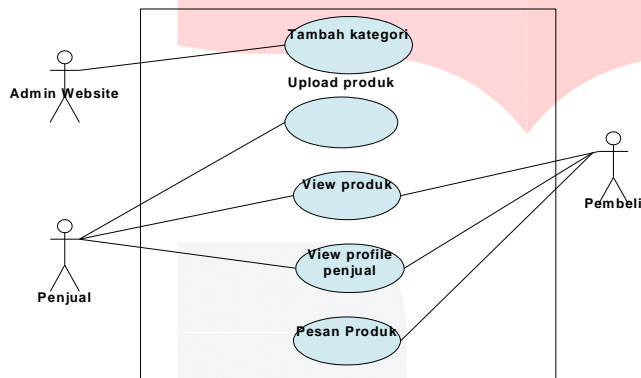 Tambah kategori
Upload produk
Admin Website
View produk
Pembeli
View profile
penjual
Penjual
Pesan Produk